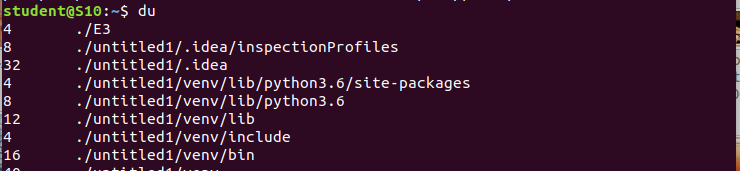 student@S10:~$ du
4 ./E3
8 ./untitled1/.idea/inspectionProfiles
32 ./untitled1/.idea
4 ./untitled1/venv/lib/python3.6/site-packages
8 ./untitled1/venv/lib/python3.6
12 ./untitled1/venv/lib
4 ./untitled1/venv/include
16 ./untitled1/venv/bin